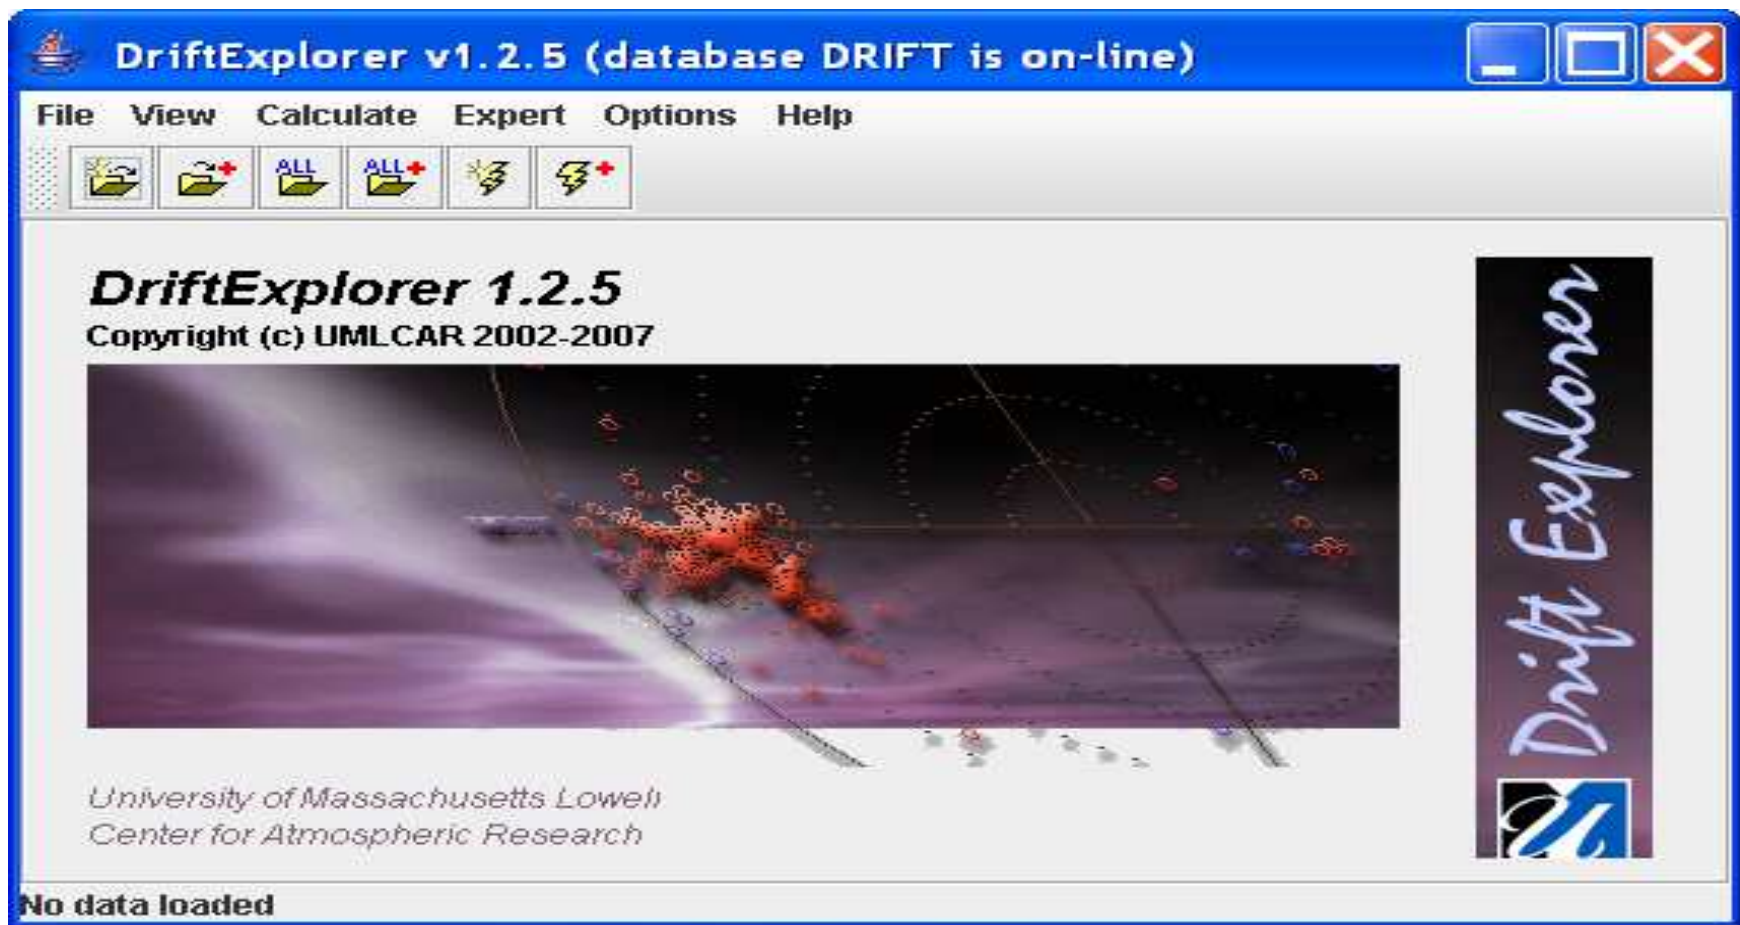 DriftExplorer v1.2.5 (database DRIFT is on-line)
File View Calculate Expert Options Help
ALL ALL
DriftExplorer 1.2.5
Copyright (c) UMLCAR 2002-2007
Drift Explorer
University of Massachusetts Lowell
Center for Atmospheric Research
No data loaded